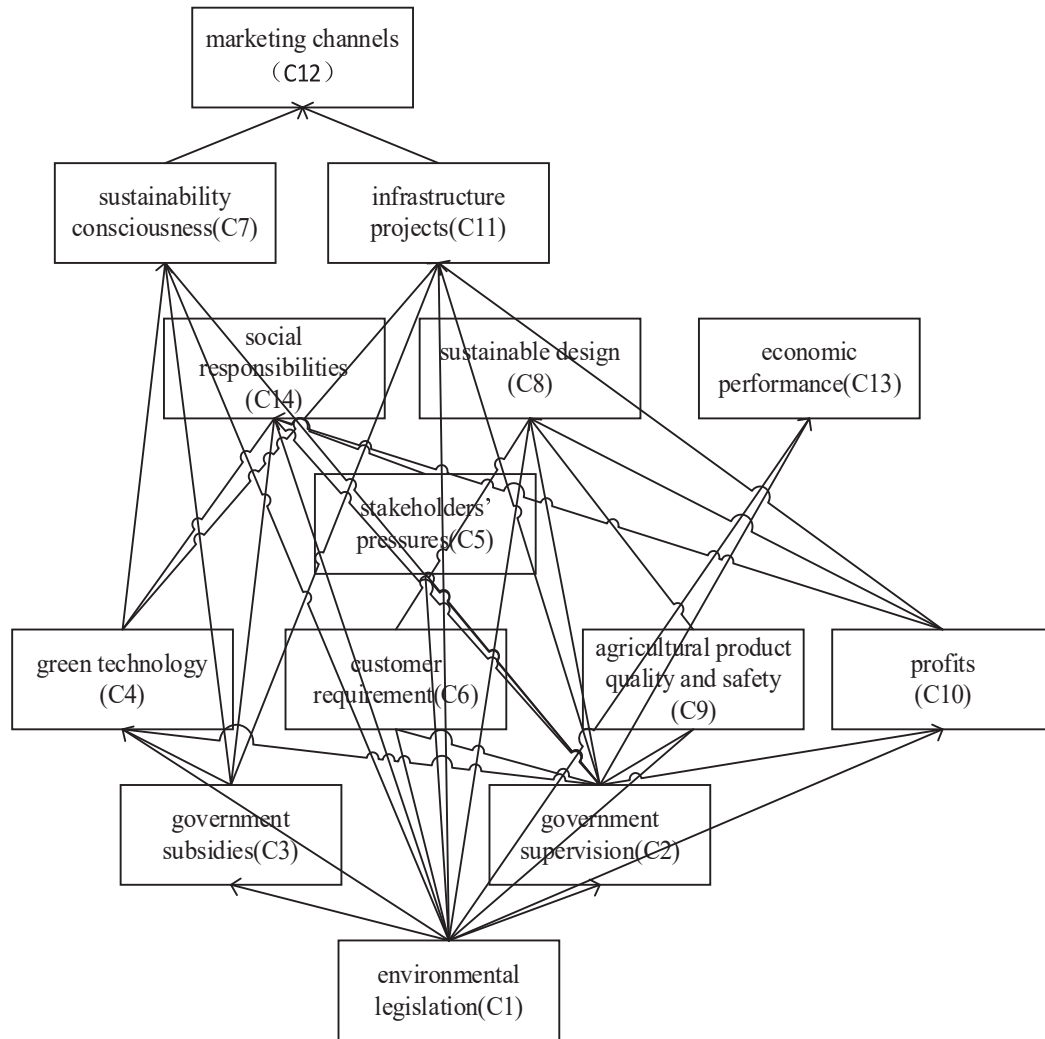 marketing channels
（C12）
sustainability
consciousness(C7)
infrastructure
projects(C11)
social
responsibilities
(C14)
sustainable design
(C8)
economic
performance(C13)
stakeholders’
pressures(C5)
green technology
(C4)
customer
requirement(C6)
agricultural product
quality and safety
(C9)
profits
(C10)
government
subsidies(C3)
government
supervision(C2)
environmental
legislation(C1)